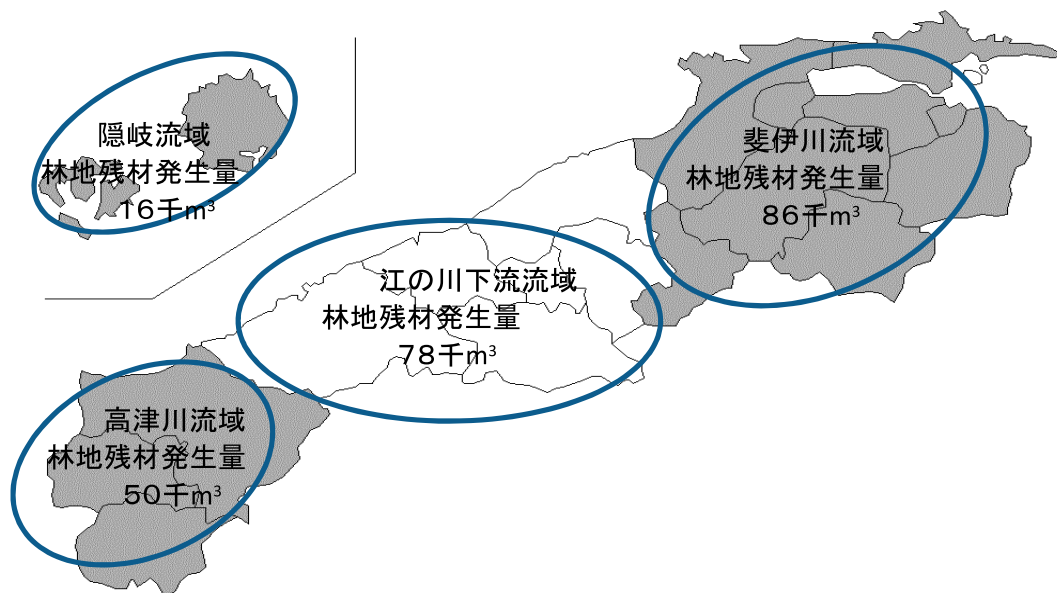 隠岐流域
林地残材発生量
16千m³
斐伊川流域
林地残材発生量
86千m³
江の川下流流域
林地残材発生量
78千m³
高津川流域
林地残材発生量
50千m³